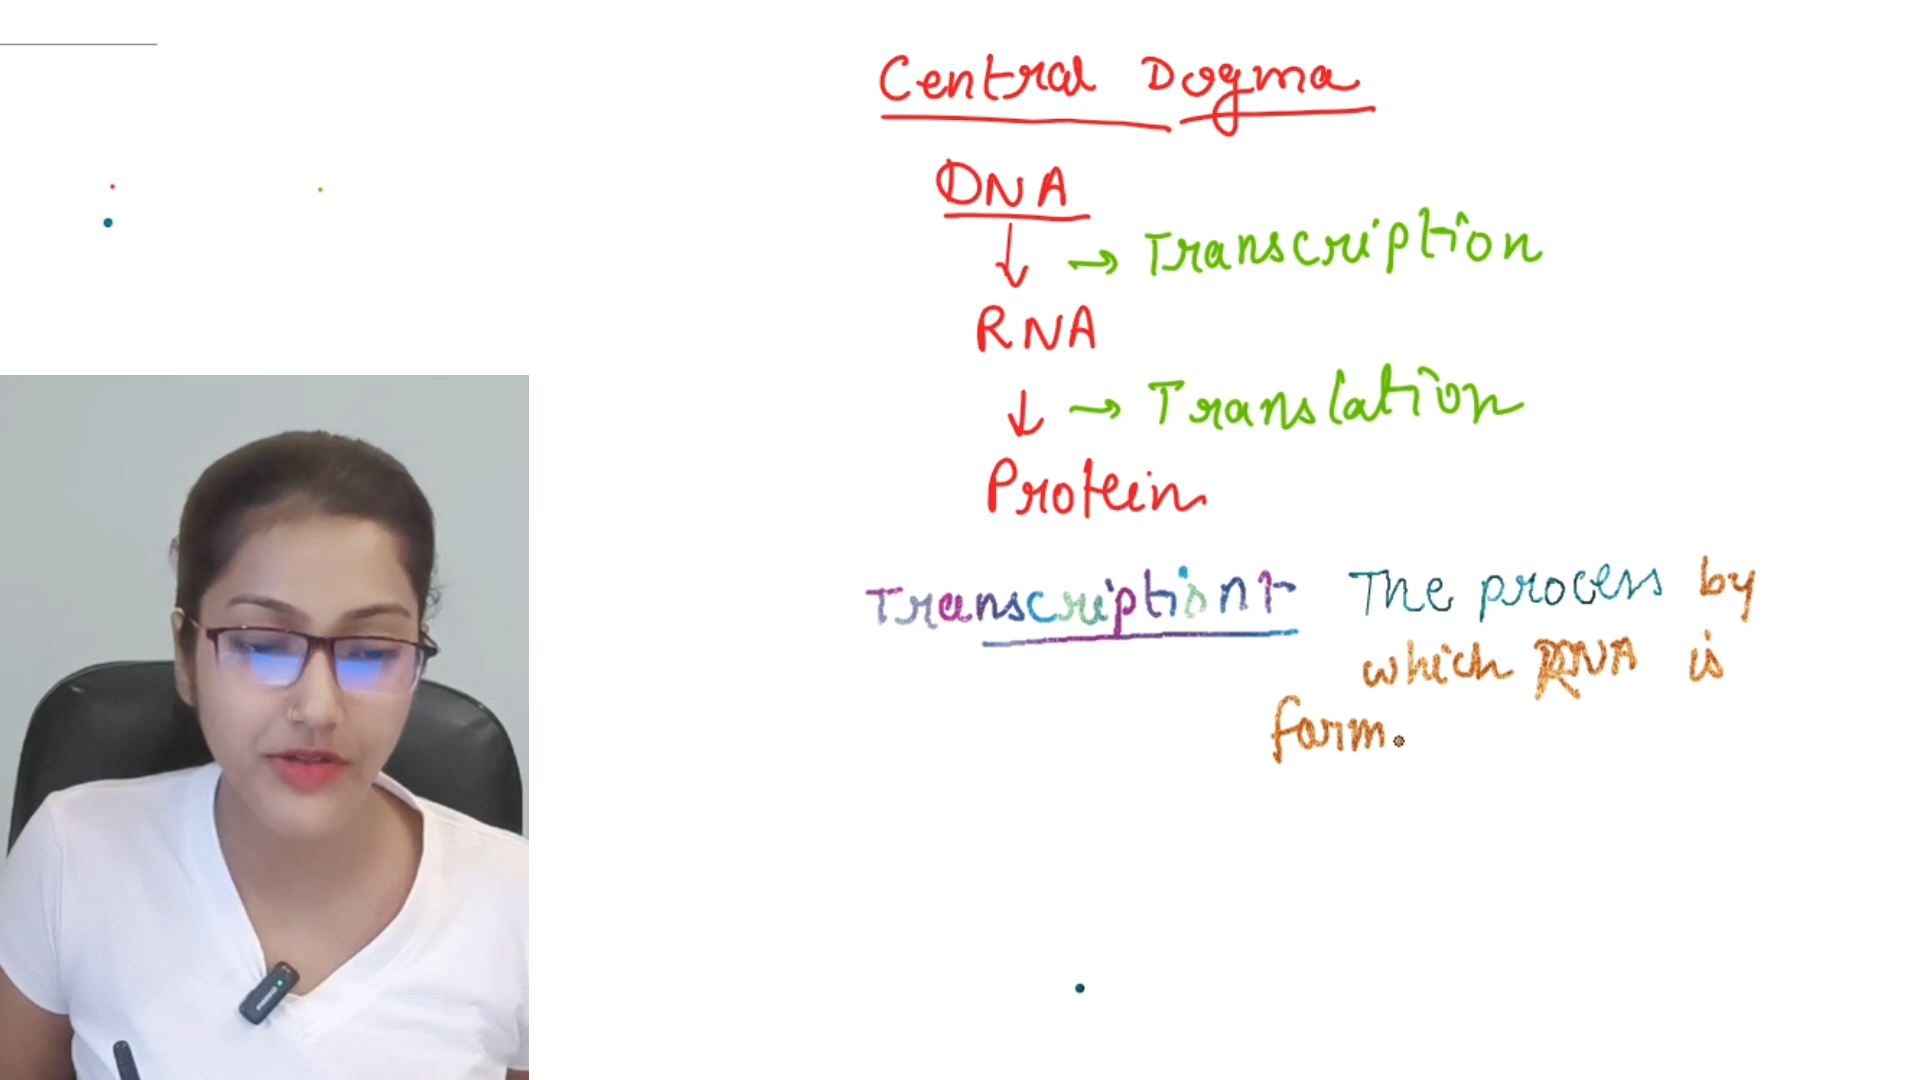 Central Dogma
DNA
↓ → Transcription
RNA
↓ → Translation
Protein
Transcription :- The process by
which RNA is
form.